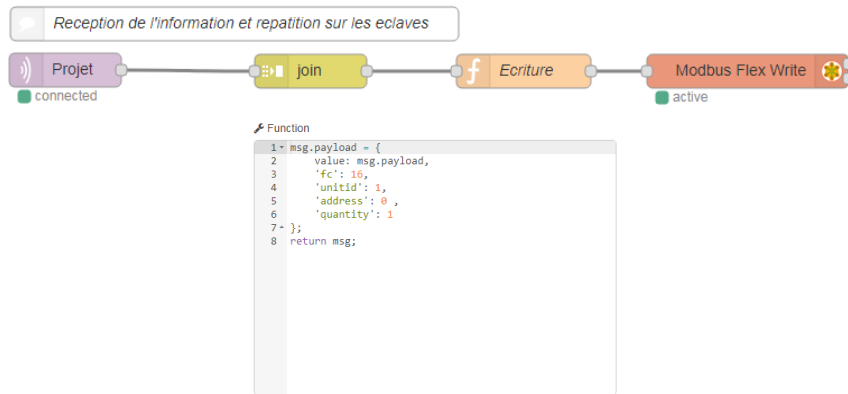 Reception de l'information et repatition sur les eclaves
Projet
join
Ecriture
Modbus Flex Write
connected
active
Function
1 msg.payload = {
2 value: msg.payload,
3 'fc': 16,
4 'unitid': 1,
5 'address': 0 ,
6 'quantity': 1
7 };
8 return msg;